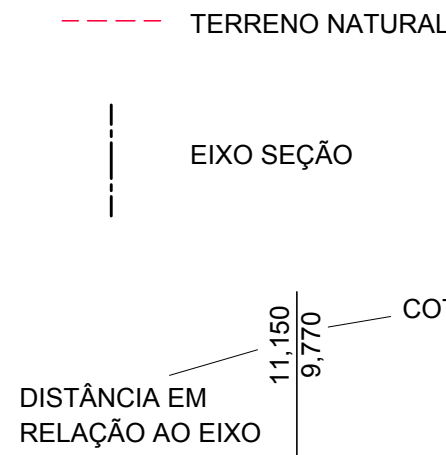 TERRENO NATURAL
EIXO SEÇÃO
11,150
9,770
DISTÂNCIA EM
RELAÇÃO AO EIXO